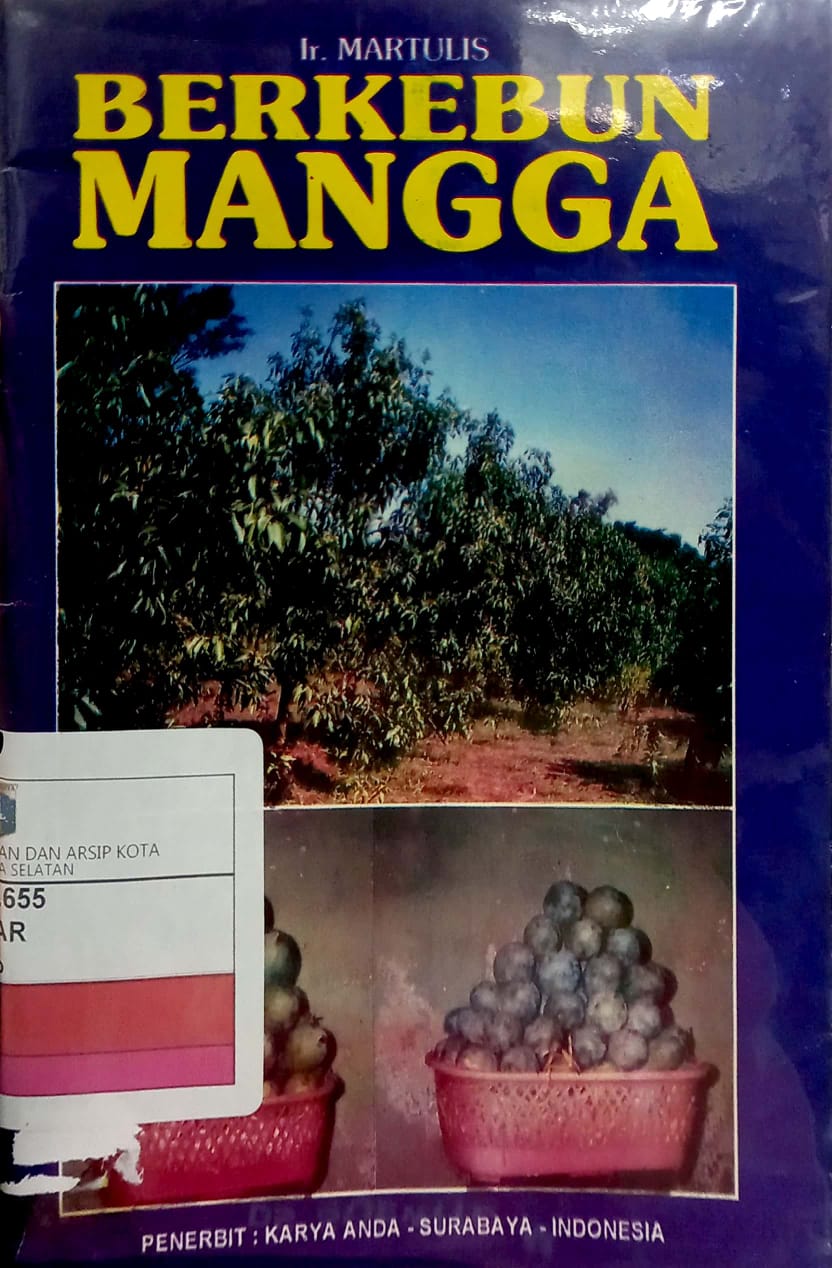 Ir. MARTULIS
BERKEBUN
MANGGA
AN DAN ARSIP KOTA
A SELATAN
.655
AR
PENERBIT : KARYA ANDA - SURABAYA - INDONESIA